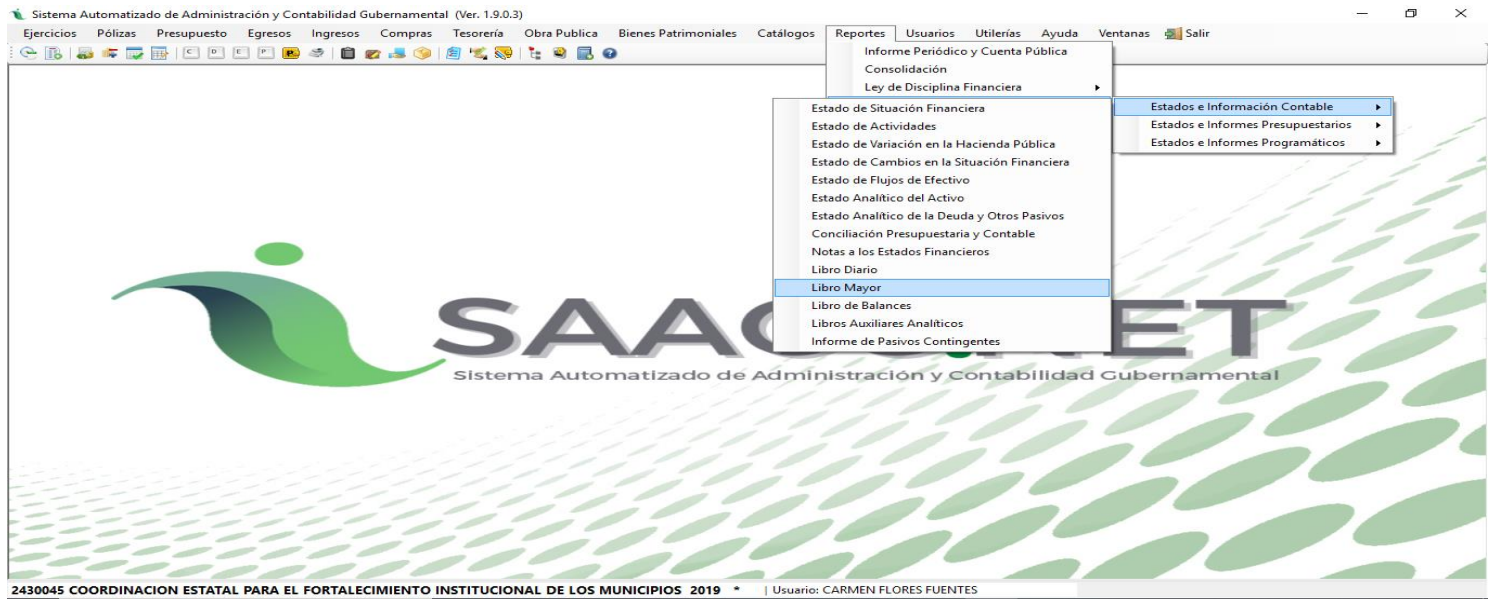 Sistema Automatizado de Administración y Contabilidad Gubernamental (Ver. 1.9.0.3)
Ejercicios Pólizas Presupuesto Egresos Ingresos Compras Tesorería Obra Publica Bienes Patrimoniales Catálogos Reportes Usuarios Utilerías Ayuda Ventanas Salir
C D E P
Informe Periódico y Cuenta Pública
Consolidación
Ley de Disciplina Financiera
Estados e Información Contable
Estados e Informes Presupuestarios
Estados e Informes Programáticos
Estado de Situación Financiera
Estado de Actividades
Estado de Variación en la Hacienda Pública
Estado de Cambios en la Situación Financiera
Estado de Flujos de Efectivo
Estado Analítico del Activo
Estado Analítico de la Deuda y Otros Pasivos
Conciliación Presupuestaria y Contable
Notas a los Estados Financieros
Libro Diario
Libro Mayor
Libro de Balances
Libros Auxiliares Analíticos
Informe de Pasivos Contingentes
Sistema Automatizado de Administración y Contabilidad Gubernamental
2430045 COORDINACION ESTATAL PARA EL FORTALECIMIENTO INSTITUCIONAL DE LOS MUNICIPIOS 2019 * | Usuario: CARMEN FLORES FUENTES